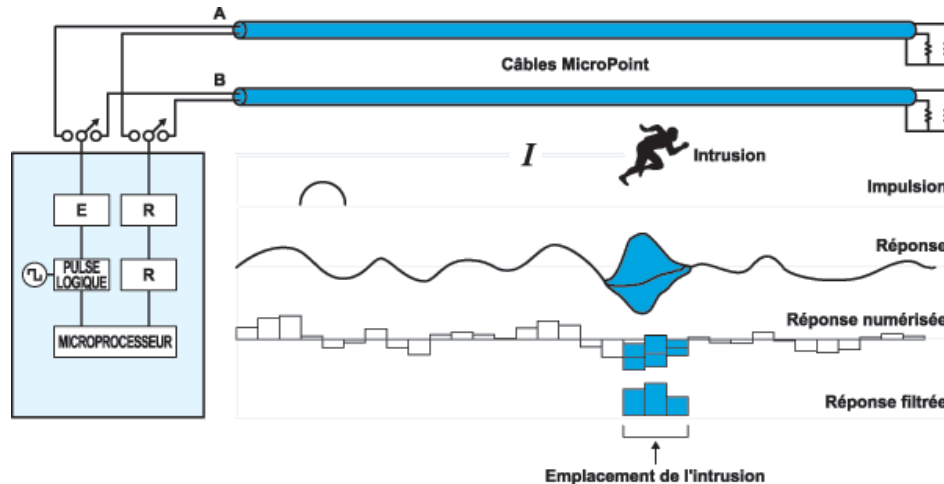 A
Câbles MicroPoint
B
I
Intrusion
Impulsion
E
R
Réponse
PULSE
LOGIQUE
R
Réponse numérisée
MICROPROCESSEUR
Réponse filtrée
Emplacement de l'intrusion